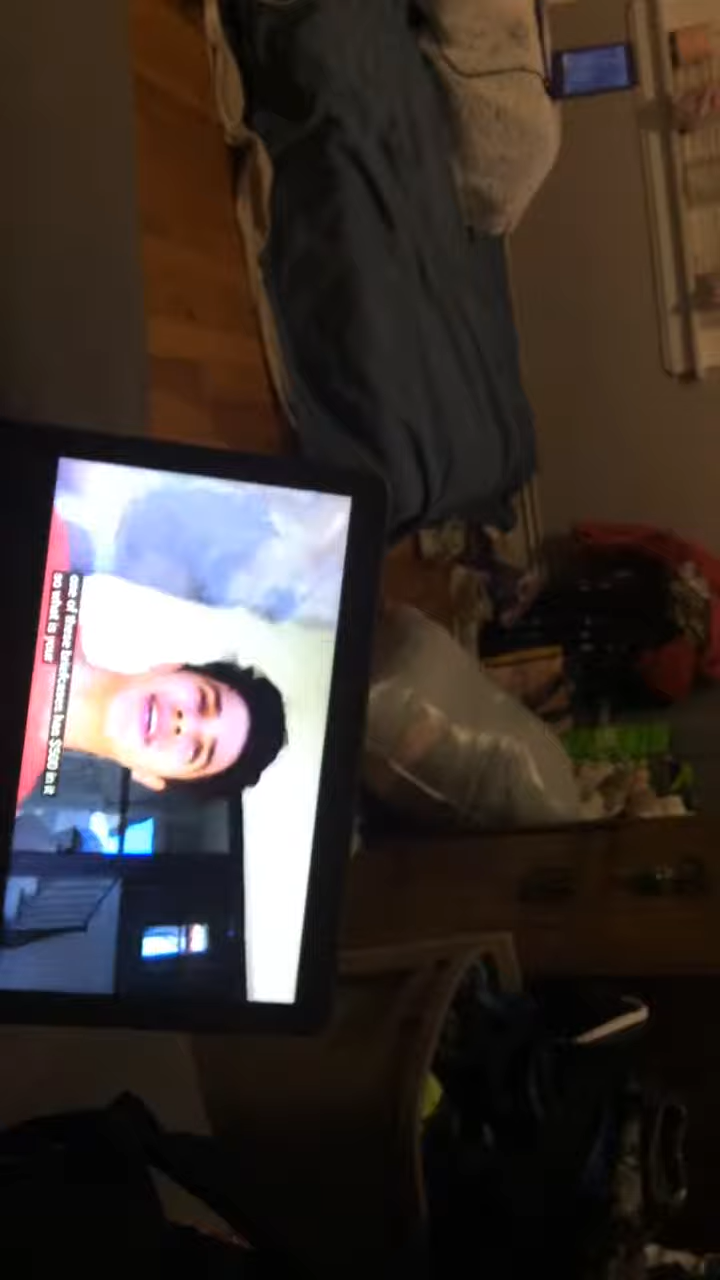 one of these briefcases has $500 in it
so what is your